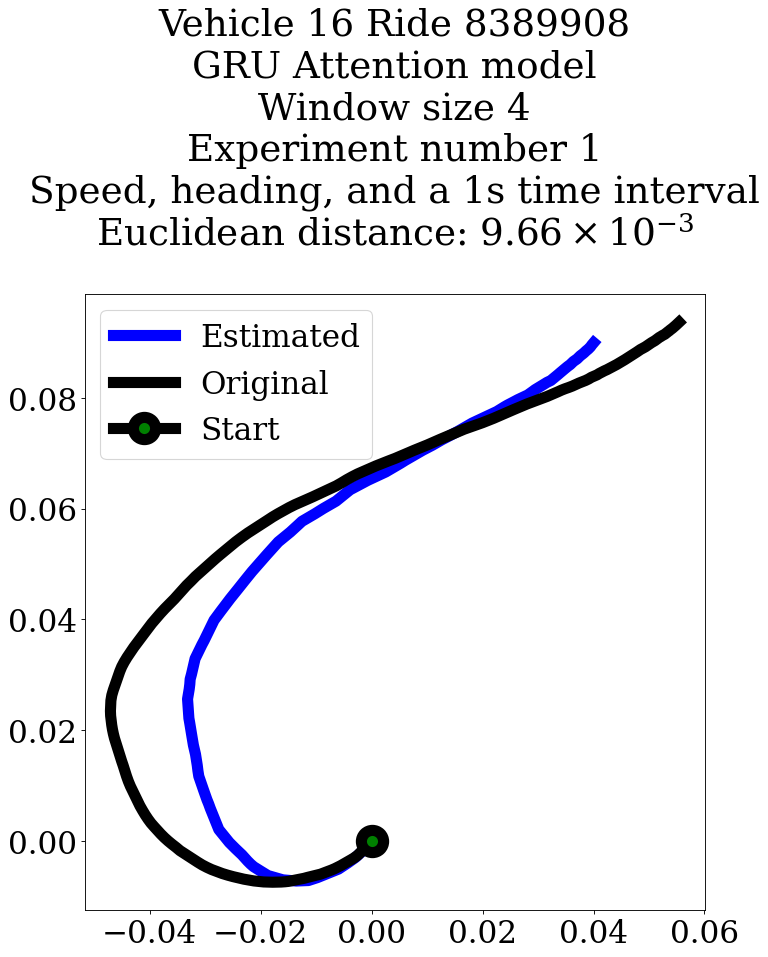 Vehicle 16 Ride 8389908
GRU Attention model
Window size 4
Experiment number 1
Speed, heading, and a 1s time interval
Euclidean distance: 9.66 × 10⁻³
Estimated
Original
Start
0.08
0.06
0.04
0.02
0.00
−0.04 −0.02 0.00 0.02 0.04 0.06